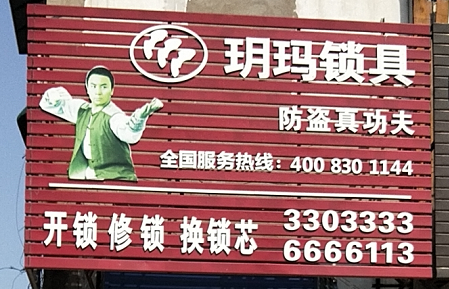 玥玛锁具
防盗真功夫
全国服务热线：400 830 1144
开锁 修锁 换锁芯
3303333
6666113